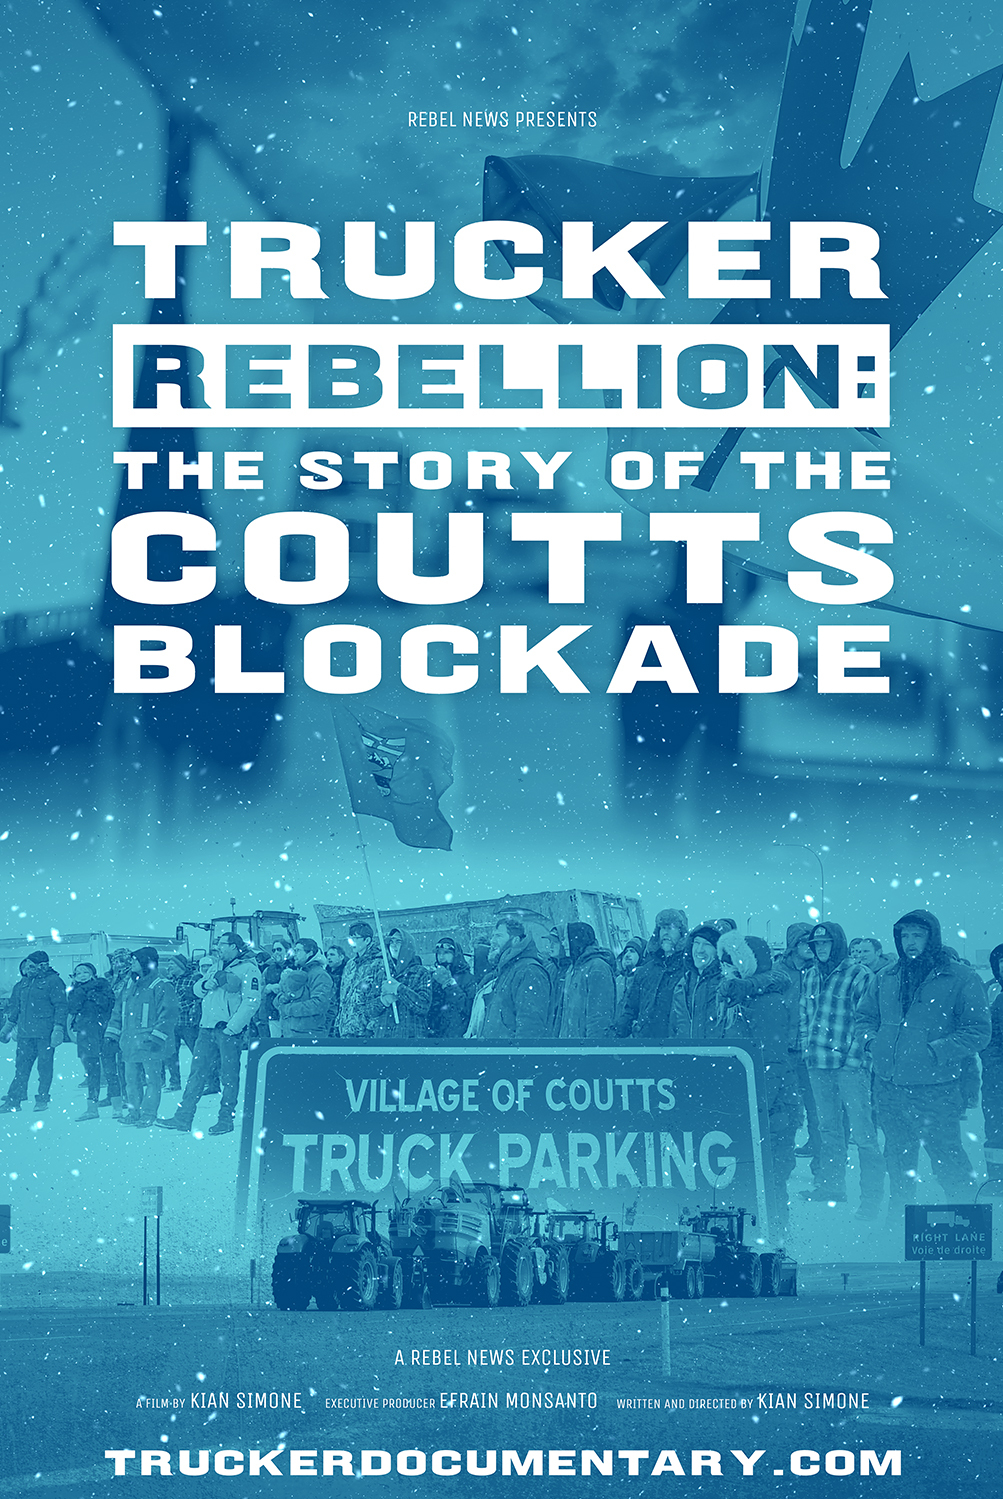 REBEL NEWS PRESENTS
TRUCKER
REBELLION:
THE STORY OF THE
COUTTS
BLOCKADE
VILLAGE OF COUTTS
TRUCK PARKING
RIGHT LANE
Voie de droite
e
A REBEL NEWS EXCLUSIVE
A FILM BY KIAN SIMONE EXECUTIVE PRODUCER EFRAIN MONSANTO WRITTEN AND DIRECTED BY KIAN SIMONE
TRUCKERDOCUMENTARY.COM